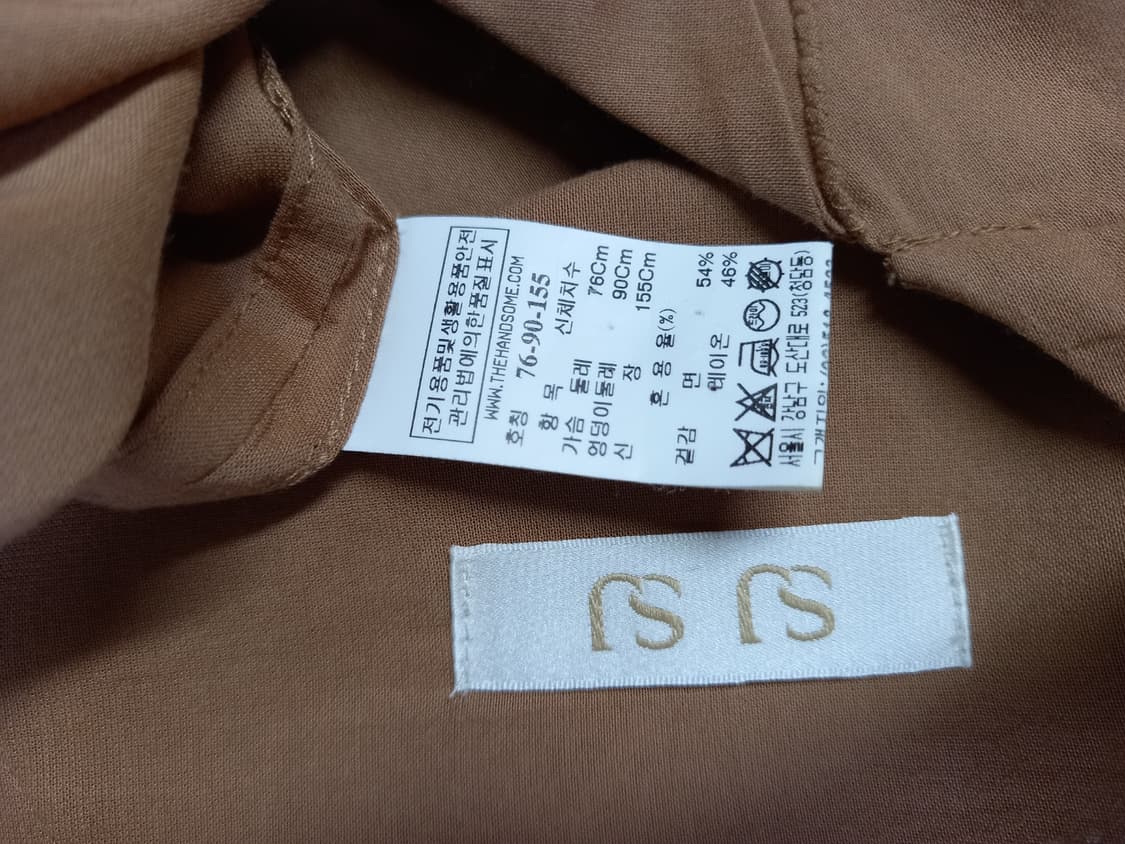 전기용품및생활용품안전
관리법에의한품질표시
WWW.THEHANDSOME.COM
호칭 76-90-155
항 목 신체치수
가슴 둘레 76Cm
엉덩이둘레 90Cm
신 장 155Cm
혼 용 율(%)
겉감 면 54%
레이온 46%
서울시 강남구 도산대로 523(청담동)
rs rs